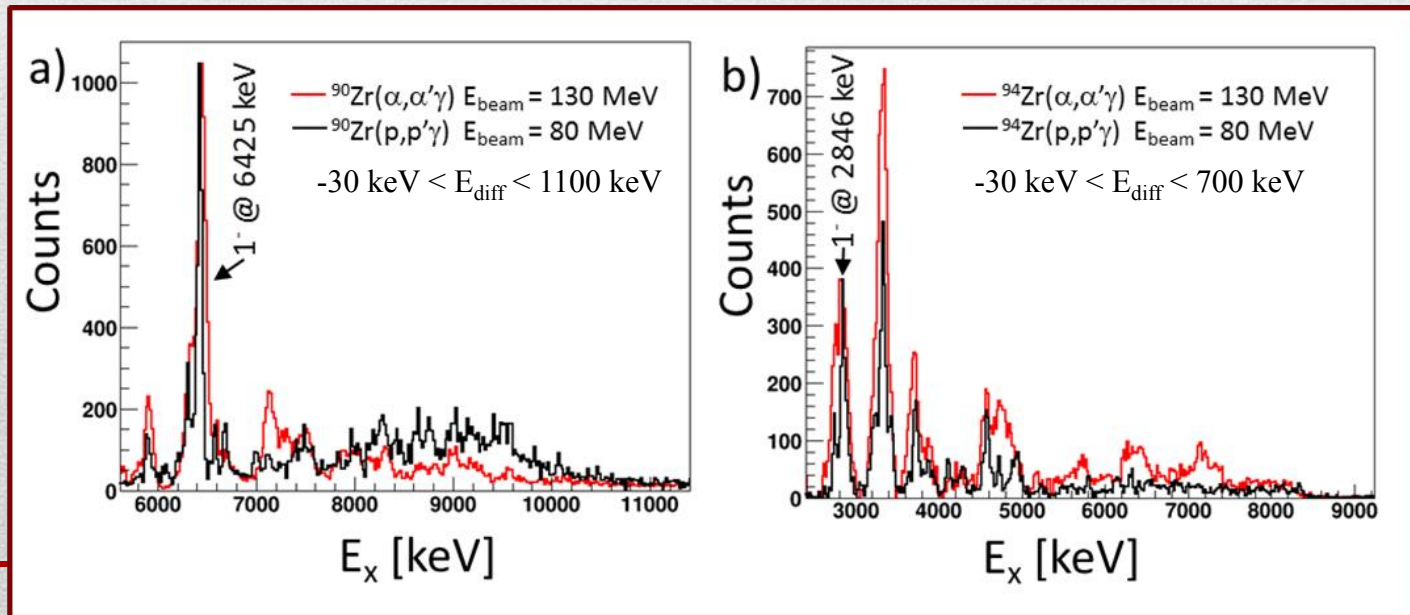 a)
⁹⁰Zr(α,α'γ) E_beam = 130 MeV
⁹⁰Zr(p,p'γ) E_beam = 80 MeV
-30 keV < E_diff < 1100 keV
1⁻ @ 6425 keV
Counts
1000
800
600
400
200
0
6000 7000 8000 9000 10000 11000
E_x [keV]
b)
⁹⁴Zr(α,α'γ) E_beam = 130 MeV
⁹⁴Zr(p,p'γ) E_beam = 80 MeV
-30 keV < E_diff < 700 keV
1⁻ @ 2846 keV
Counts
700
600
500
400
300
200
100
0
3000 4000 5000 6000 7000 8000 9000
E_x [keV]